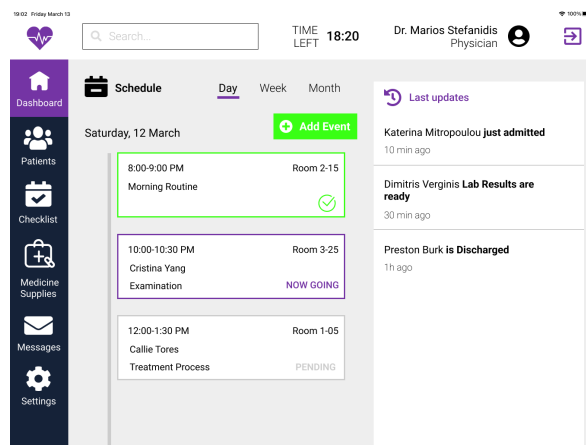 19:02 Friday March 13
100%
Search...
TIME LEFT 18:20
Dr. Marios Stefanidis
Physician
Dashboard
Patients
Checklist
Medicine
Supplies
Messages
Settings
Schedule
Day Week Month
Saturday, 12 March
Add Event
8:00-9:00 PM Room 2-15
Morning Routine
10:00-10:30 PM Room 3-25
Cristina Yang
Examination NOW GOING
12:00-1:30 PM Room 1-05
Callie Tores
Treatment Process PENDING
Last updates
Katerina Mitropoulou just admitted
10 min ago
Dimitris Verginis Lab Results are
ready
30 min ago
Preston Burk is Discharged
1h ago